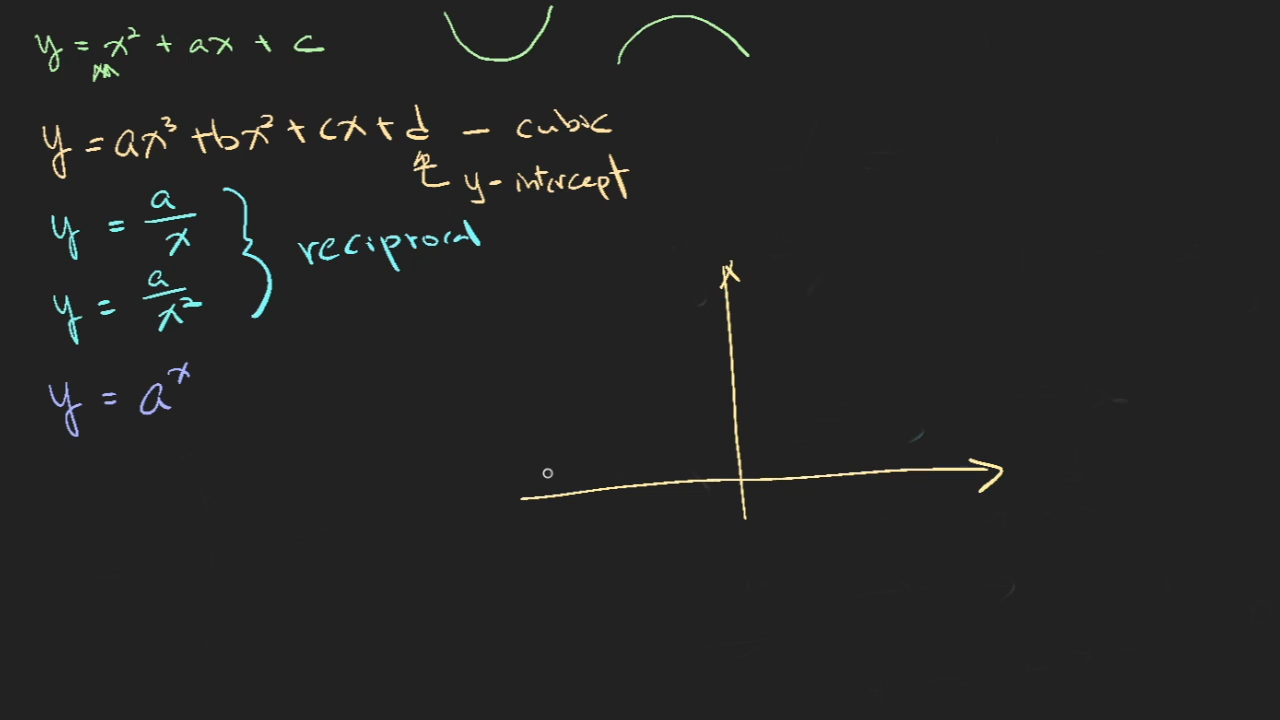 y = x² + ax + c
y = ax³ + bx² + cx + d - cubic
y-intercept
y = a/x
reciprocal
y = a/x²
y = aˣ